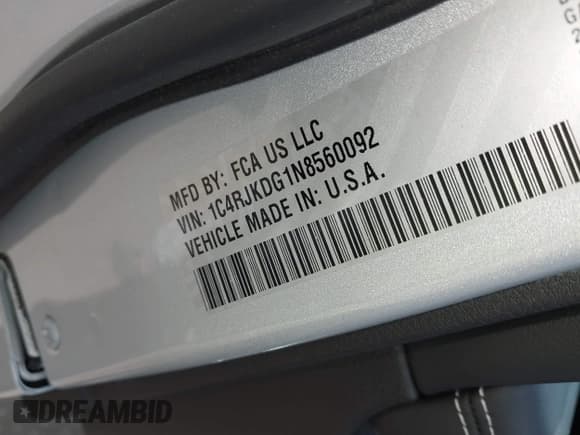 MFD BY: FCA US LLC
VIN: 1C4RJKDG1N8560092
VEHICLE MADE IN: U.S.A.
DREAMBID